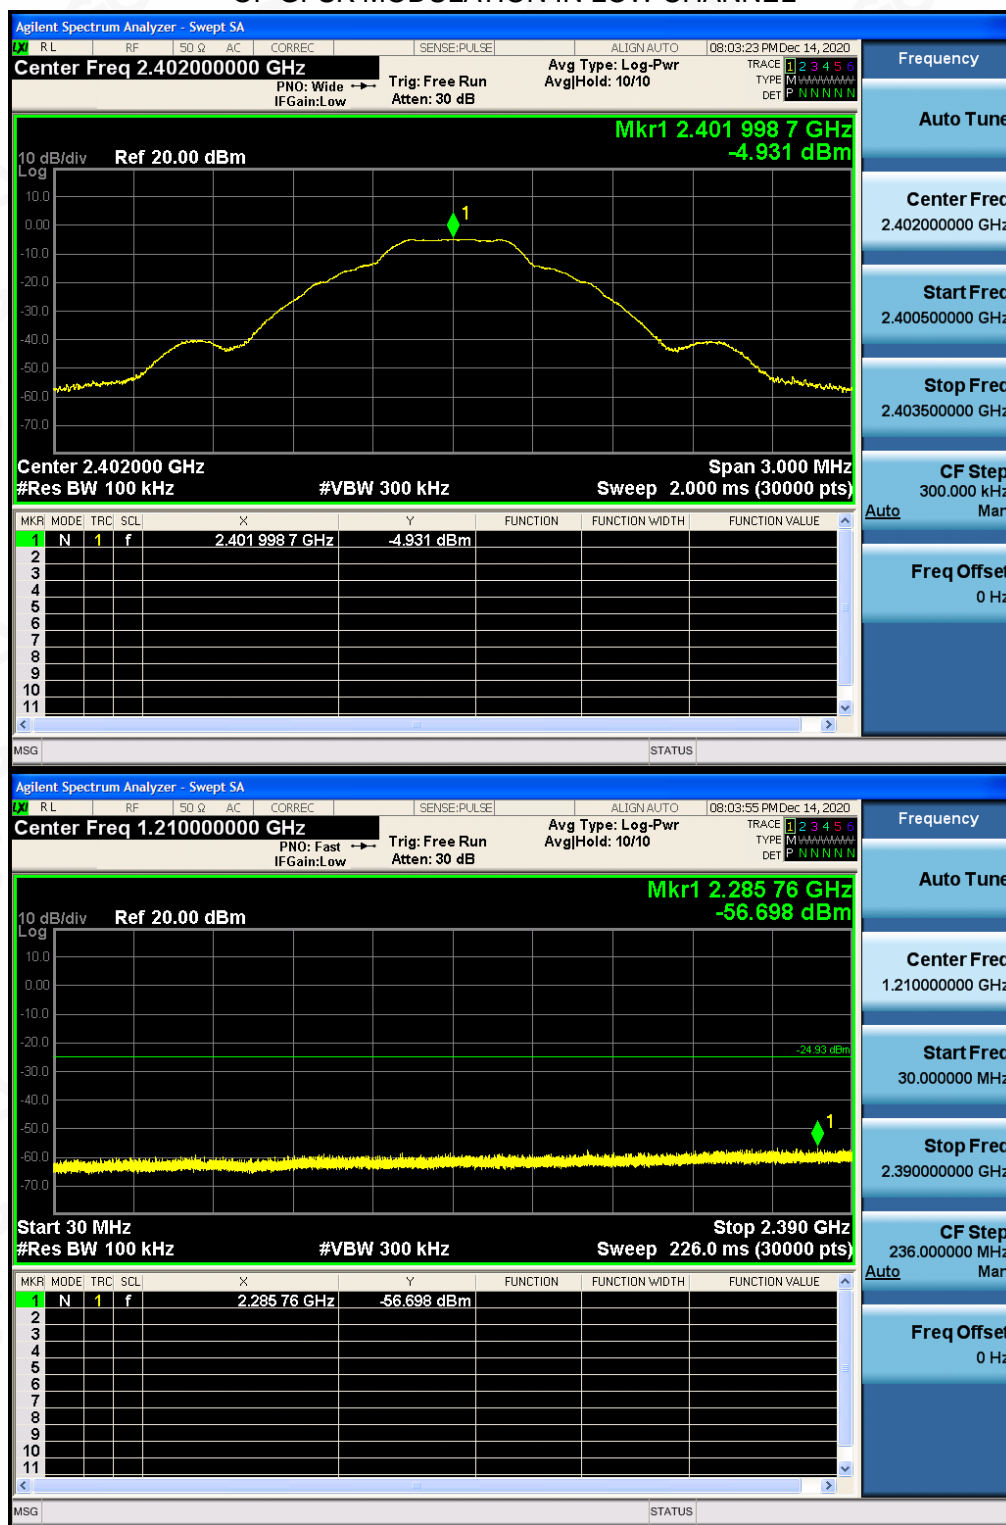 OF GFSK MODULATION IN LOW CHANNEL
Agilent Spectrum Analyzer - Swept SA
LXI RL RF 50 Ω AC CORREC SENSE:PULSE ALIGN AUTO 08:03:23 PM Dec 14, 2020
Center Freq 2.402000000 GHz
PNO: Wide
IFGain:Low
Trig: Free Run
Atten: 30 dB
Avg Type: Log-Pwr
Avg|Hold: 10/10
TRACE 1 2 3 4 5 6
TYPE M
DET P N N N N N
Mkr1 2.401 998 7 GHz
-4.931 dBm
10 dB/div Ref 20.00 dBm
Log
10.0
0.00
-10.0
-20.0
-30.0
-40.0
-50.0
-60.0
-70.0
1
Center 2.402000 GHz Span 3.000 MHz
#Res BW 100 kHz #VBW 300 kHz Sweep 2.000 ms (30000 pts)
MKR MODE TRC SCL X Y FUNCTION FUNCTION WIDTH FUNCTION VALUE
1 N 1 f 2.401 998 7 GHz -4.931 dBm
2
3
4
5
6
7
8
9
10
11
MSG STATUS
Frequency
Auto Tune
Center Freq
2.402000000 GHz
Start Freq
2.400500000 GHz
Stop Freq
2.403500000 GHz
CF Step
300.000 kHz
Auto Man
Freq Offset
0 Hz
Agilent Spectrum Analyzer - Swept SA
LXI RL RF 50 Ω AC CORREC SENSE:PULSE ALIGN AUTO 08:03:55 PM Dec 14, 2020
Center Freq 1.210000000 GHz
PNO: Fast
IFGain:Low
Trig: Free Run
Atten: 30 dB
Avg Type: Log-Pwr
Avg|Hold: 10/10
TRACE 1 2 3 4 5 6
TYPE M
DET P N N N N N
Mkr1 2.285 76 GHz
-56.698 dBm
10 dB/div Ref 20.00 dBm
Log
10.0
0.00
-10.0
-20.0
-30.0
-40.0
-50.0
-60.0
-70.0
-24.93 dBm
1
Start 30 MHz Stop 2.390 GHz
#Res BW 100 kHz #VBW 300 kHz Sweep 226.0 ms (30000 pts)
MKR MODE TRC SCL X Y FUNCTION FUNCTION WIDTH FUNCTION VALUE
1 N 1 f 2.285 76 GHz -56.698 dBm
2
3
4
5
6
7
8
9
10
11
MSG STATUS
Frequency
Auto Tune
Center Freq
1.210000000 GHz
Start Freq
30.000000 MHz
Stop Freq
2.390000000 GHz
CF Step
236.000000 MHz
Auto Man
Freq Offset
0 Hz